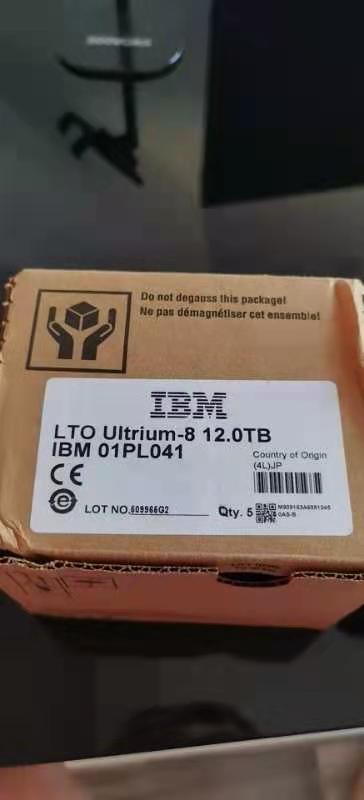 Do not degauss this package!
Ne pas démagnétiser cet ensemble!
IBM
LTO Ultrium-8 12.0TB
IBM 01PL041
Country of Origin
(4L)JP
CE
e
LOT NO.609966G2
Qty. 5